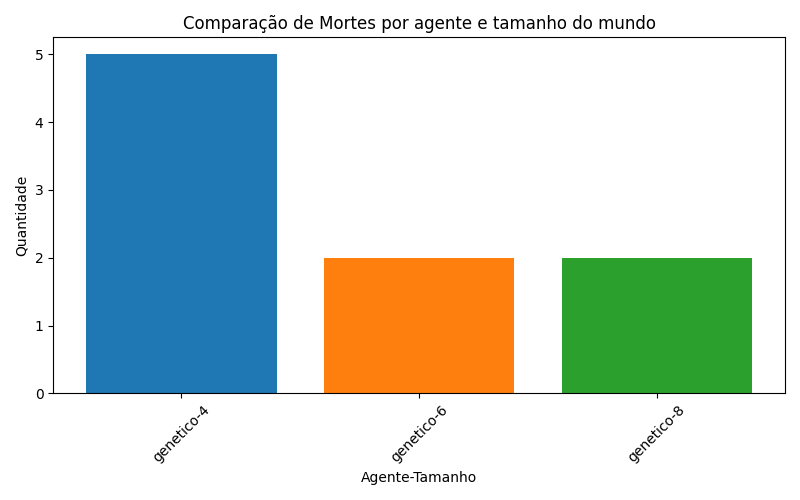 Comparação de Mortes por agente e tamanho do mundo
Quantidade
5
4
3
2
1
0
genetico-4
genetico-6
genetico-8
Agente-Tamanho